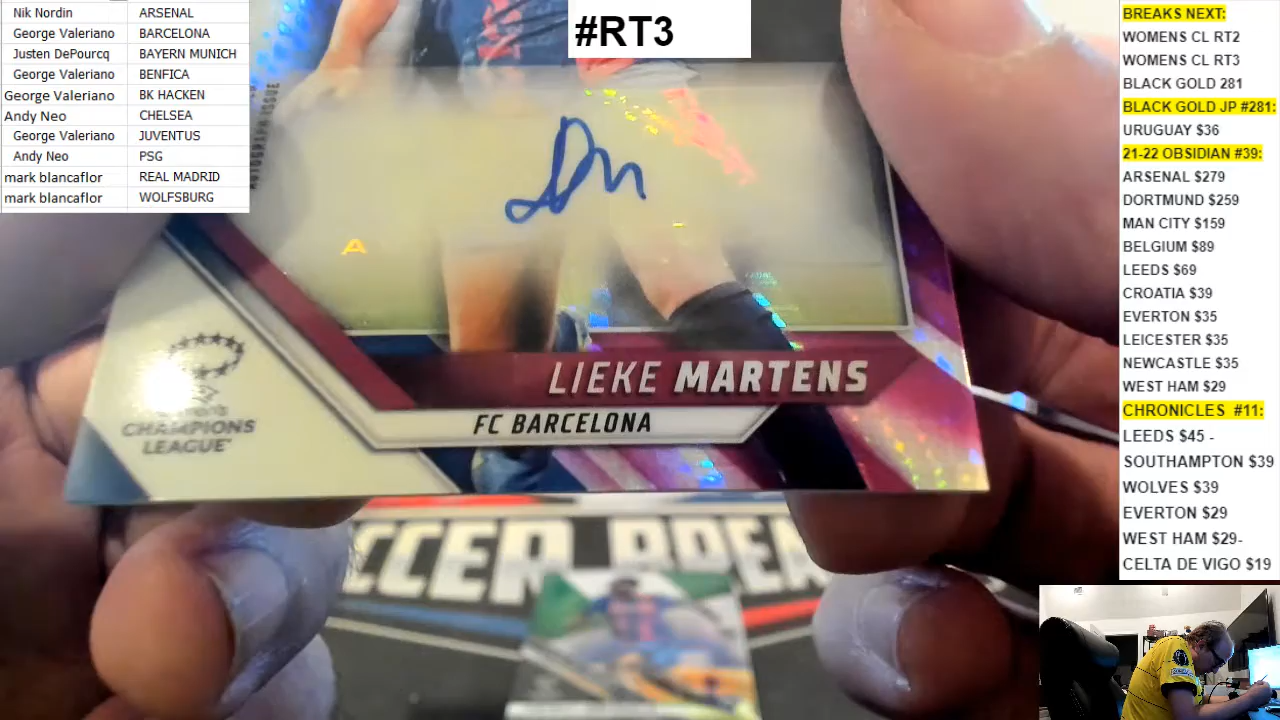 #RT3
Nik Nordin ARSENAL
George Valeriano BARCELONA
Justen DePourcq BAYERN MUNICH
George Valeriano BENFICA
George Valeriano BK HACKEN
Andy Neo CHELSEA
George Valeriano JUVENTUS
Andy Neo PSG
mark blancaflor REAL MADRID
mark blancaflor WOLFSBURG
AUTOGRAPH ISSUE
A
LIEKE MARTENS
FC BARCELONA
CHAMPIONS
LEAGUE
BREAKS NEXT:
WOMENS CL RT2
WOMENS CL RT3
BLACK GOLD 281
BLACK GOLD JP #281:
URUGUAY $36
21-22 OBSIDIAN #39:
ARSENAL $279
DORTMUND $259
MAN CITY $159
BELGIUM $89
LEEDS $69
CROATIA $39
EVERTON $35
LEICESTER $35
NEWCASTLE $35
WEST HAM $29
CHRONICLES #11:
LEEDS $45 -
SOUTHAMPTON $39
WOLVES $39
EVERTON $29
WEST HAM $29-
CELTA DE VIGO $19